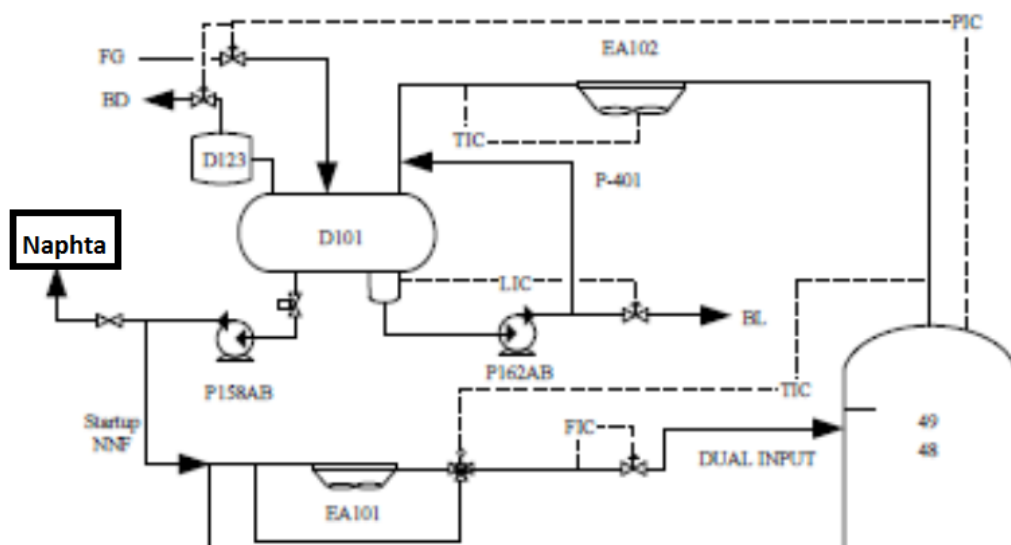 PIC
FG
EA102
BD
TIC
D123
P-401
Naphta
D101
LIC
BL
P162AB
P158AB
TIC
Startup
NNF
FIC
49
DUAL INPUT
48
EA101